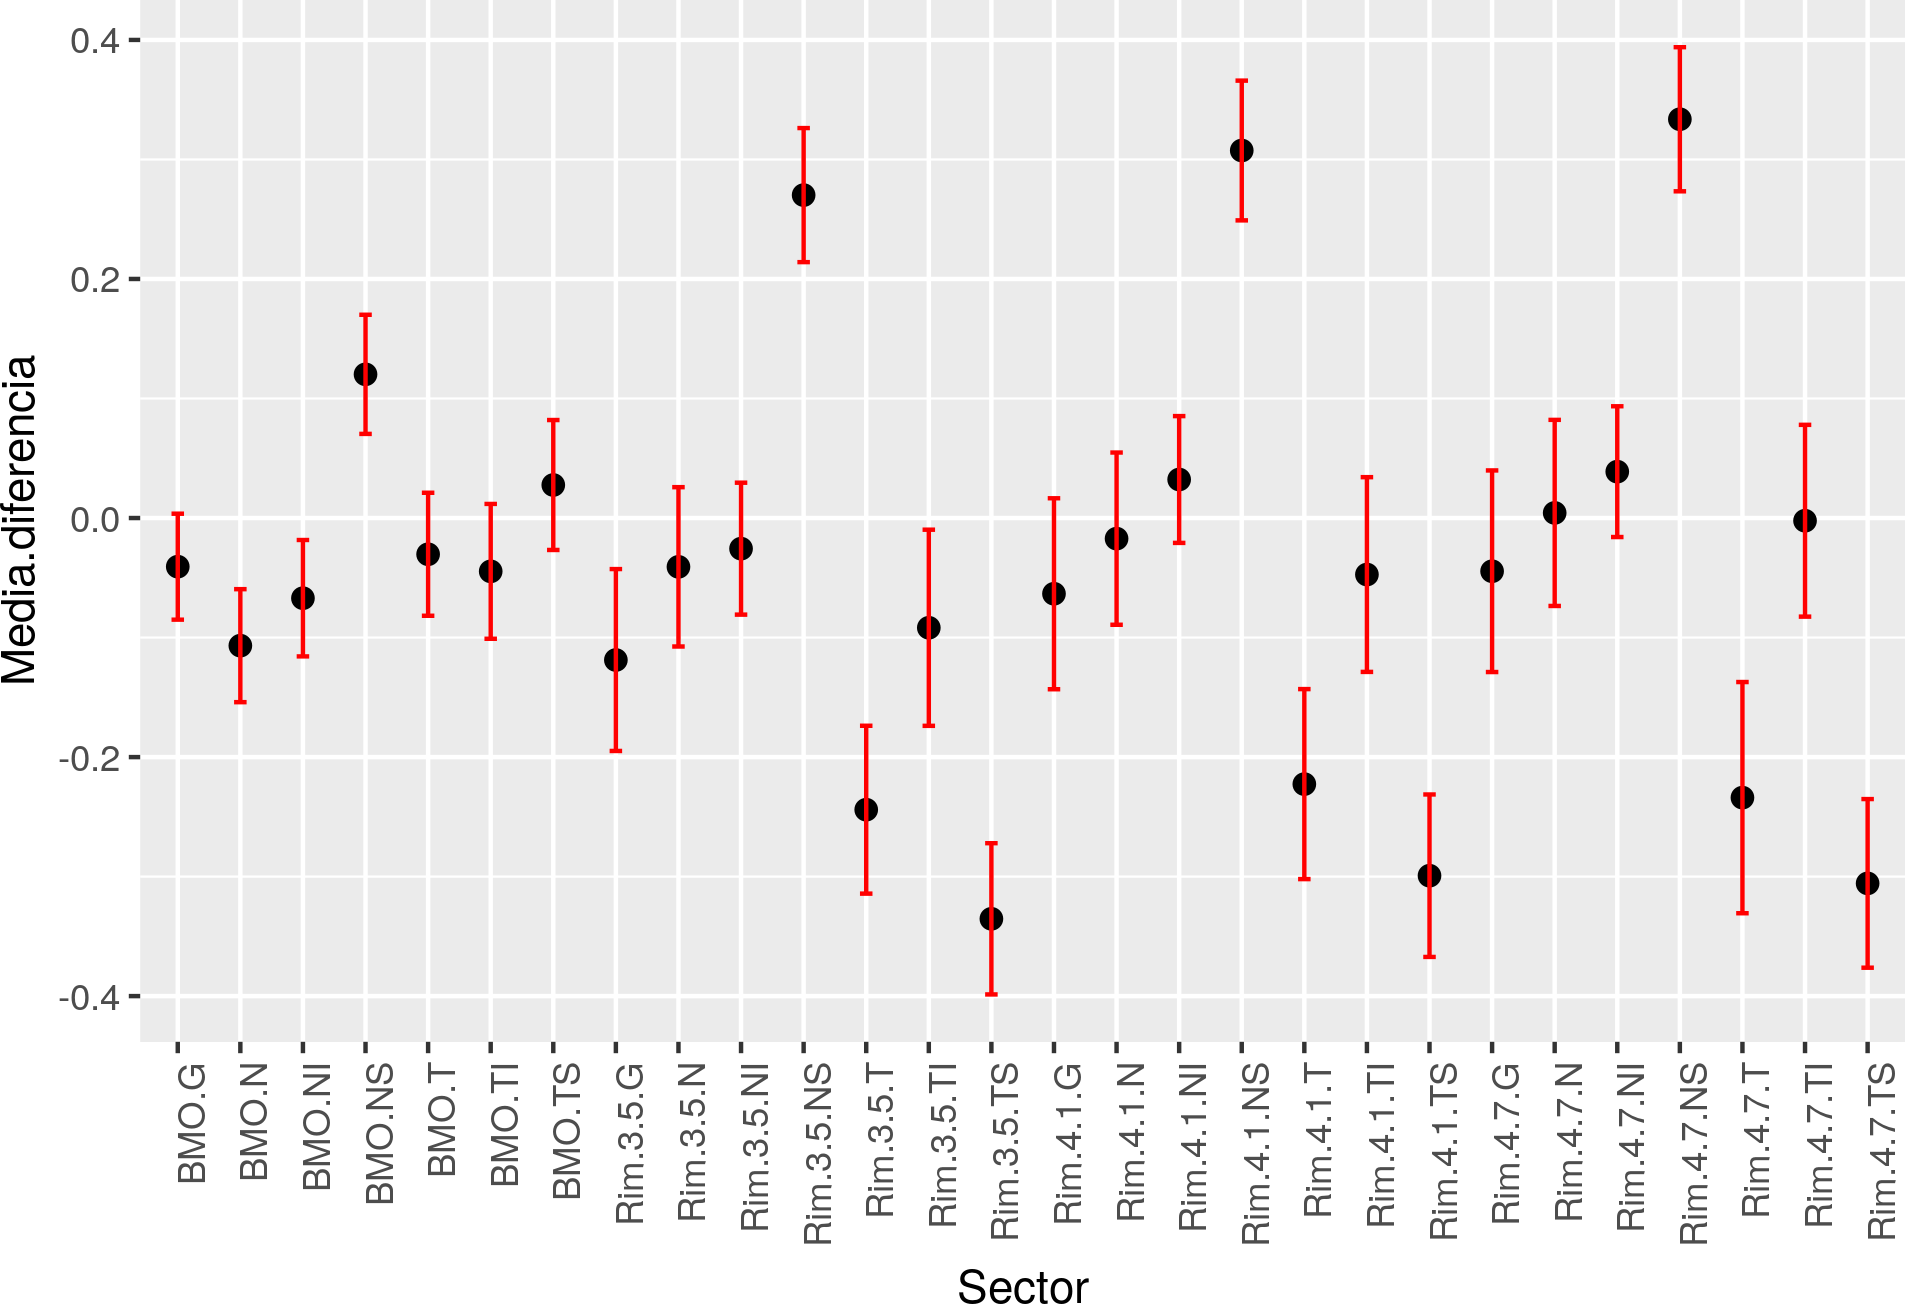 Media.diferencia
0.4
0.2
0.0
-0.2
-0.4
BMO.G
BMO.N
BMO.NI
BMO.NS
BMO.T
BMO.TI
BMO.TS
Rim.3.5.G
Rim.3.5.N
Rim.3.5.NI
Rim.3.5.NS
Rim.3.5.T
Rim.3.5.TI
Rim.3.5.TS
Rim.4.1.G
Rim.4.1.N
Rim.4.1.NI
Rim.4.1.NS
Rim.4.1.T
Rim.4.1.TI
Rim.4.1.TS
Rim.4.7.G
Rim.4.7.N
Rim.4.7.NI
Rim.4.7.NS
Rim.4.7.T
Rim.4.7.TI
Rim.4.7.TS
Sector